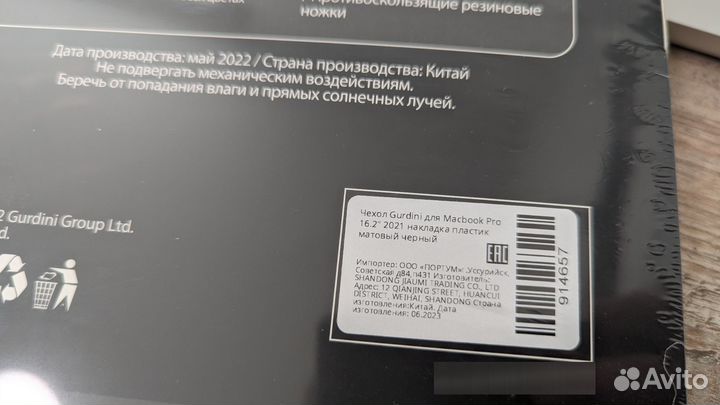 противоскользящие резиновые
ножки
Дата производства: май 2022 / Страна производства: Китай
Не подвергать механическим воздействиям.
Беречь от попадания влаги и прямых солнечных лучей.
2 Gurdini Group Ltd.
d.
Чехол Gurdini для Macbook Pro
16.2" 2021 накладка пластик
матовый черный
EAC
Импортер: ООО «ПОРТУМ»г.Уссурийск,
Советская д84, п431 Изготовитель:
SHANDONG JIAUMI TRADING CO., LTD
Адрес: 12 QIANJING STREET, HUANCUI
DISTRICT, WEIHAI, SHANDONG Страна
изготовления:Китай. Дата
изготовления: 06.2023
914657
Avito